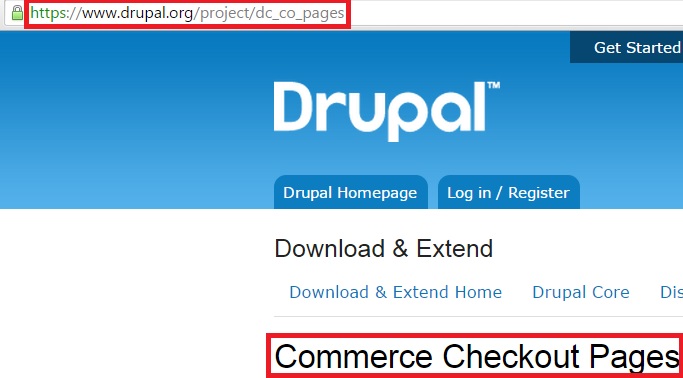 https://www.drupal.org/project/dc_co_pages
Get Started
Drupal™
Drupal Homepage Log in / Register
Download & Extend
Download & Extend Home Drupal Core Dis
Commerce Checkout Pages